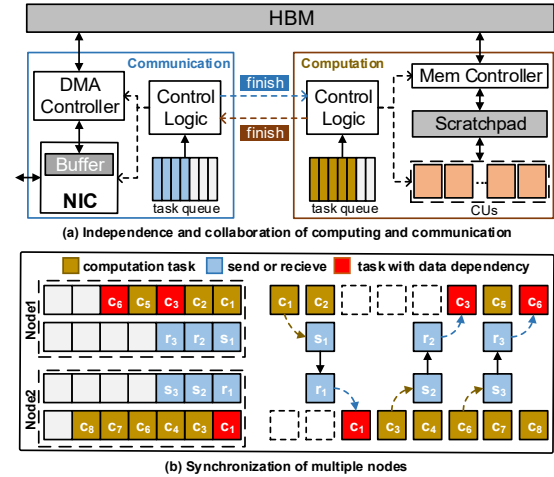 HBM
Communication
Computation
DMA
Controller
Control
Logic
finish
finish
Control
Logic
Mem Controller
Scratchpad
Buffer
NIC
task queue
task queue
CUs
(a) Independence and collaboration of computing and communication
computation task
send or recieve
task with data dependency
Node1
C6 C5 C3 C2 C1
r3 r2 s1
Node2
s3 s2 r1
C8 C7 C6 C4 C3 C1
C1 C2 C3 C5 C6
s1 r2 r3
r1 s2 s3
C1 C3 C4 C6 C7 C8
(b) Synchronization of multiple nodes